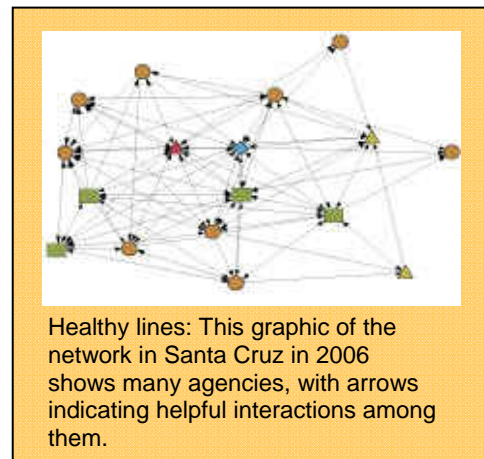 Healthy lines: This graphic of the
network in Santa Cruz in 2006
shows many agencies, with arrows
indicating helpful interactions among
them.